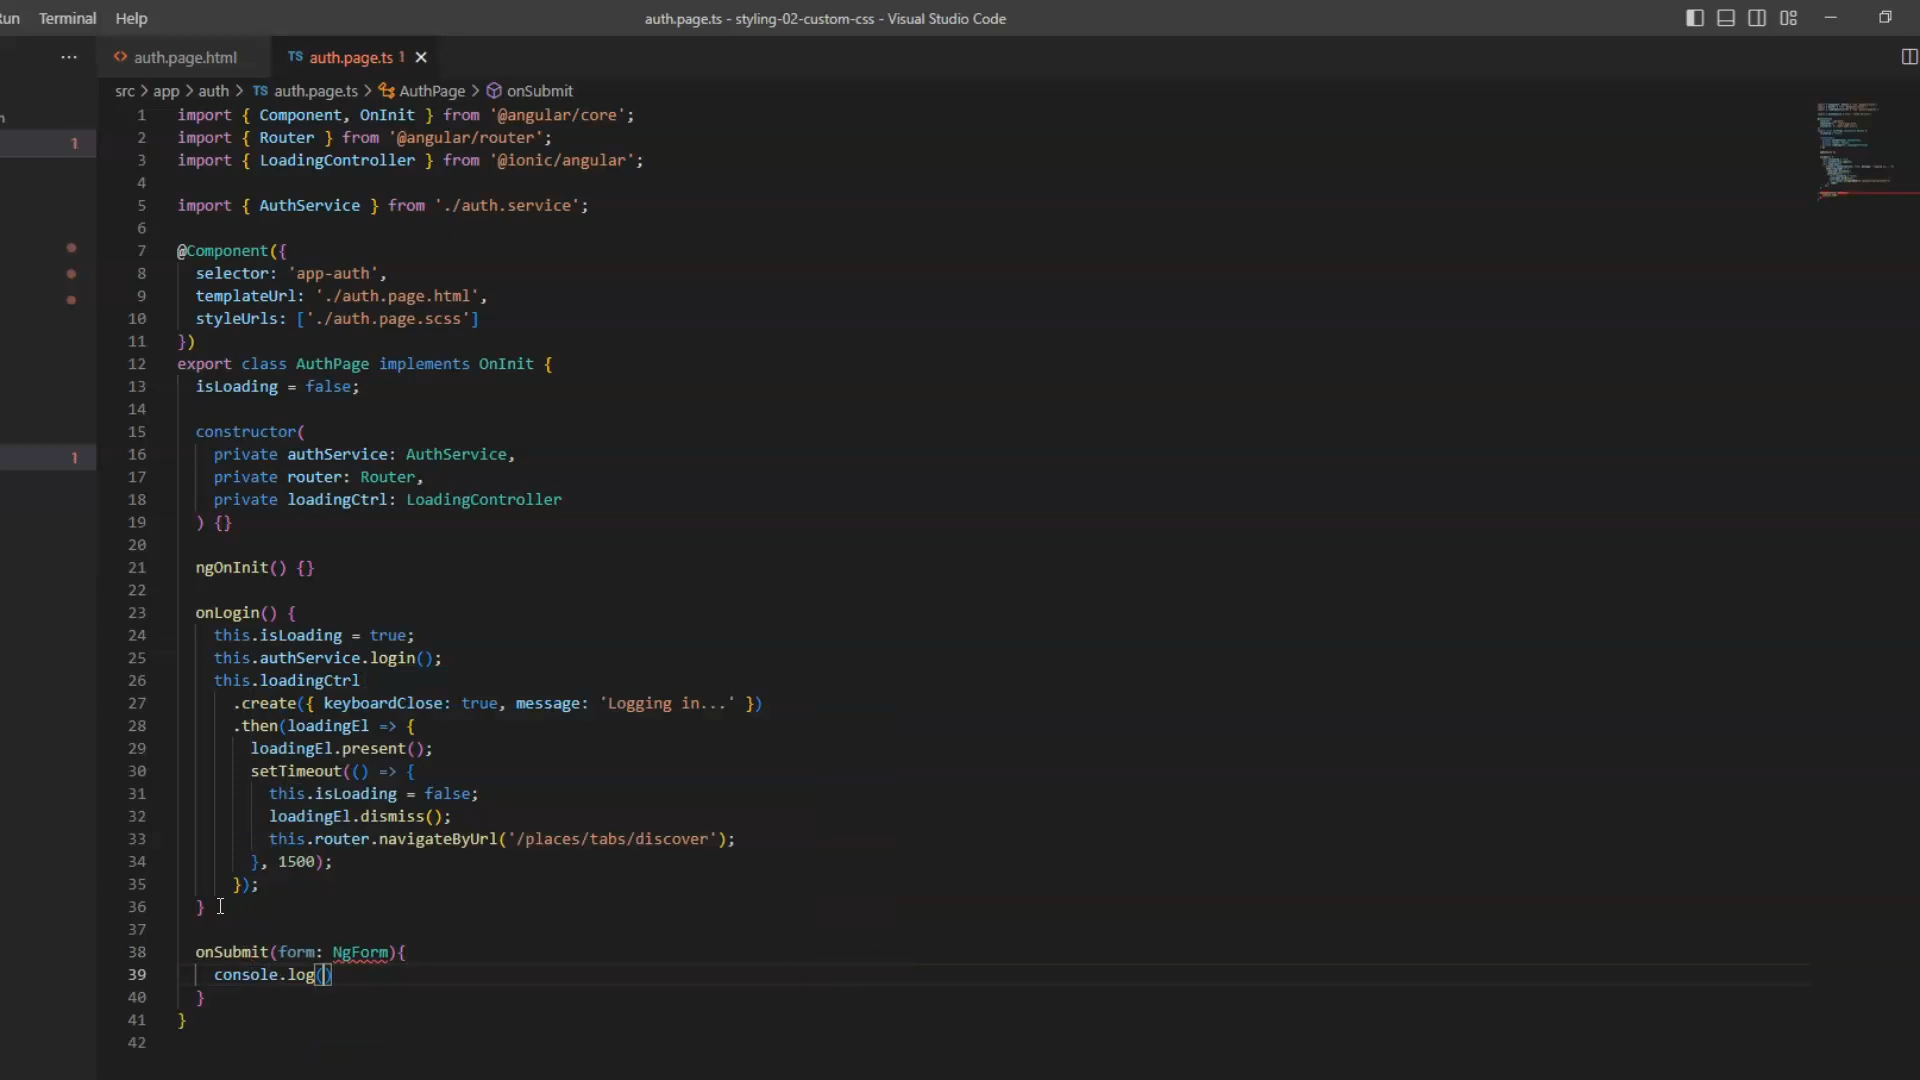 Run Terminal Help auth.page.ts - styling-02-custom-css - Visual Studio Code
auth.page.html TS auth.page.ts 1
src > app > auth > TS auth.page.ts > AuthPage > onSubmit
1 import { Component, OnInit } from '@angular/core';
2 import { Router } from '@angular/router';
3 import { LoadingController } from '@ionic/angular';
4
5 import { AuthService } from './auth.service';
6
7 @Component({
8 selector: 'app-auth',
9 templateUrl: './auth.page.html',
10 styleUrls: ['./auth.page.scss']
11 })
12 export class AuthPage implements OnInit {
13 isLoading = false;
14
15 constructor(
16 private authService: AuthService,
17 private router: Router,
18 private loadingCtrl: LoadingController
19 ) {}
20
21 ngOnInit() {}
22
23 onLogin() {
24 this.isLoading = true;
25 this.authService.login();
26 this.loadingCtrl
27 .create({ keyboardClose: true, message: 'Logging in...' })
28 .then(loadingEl => {
29 loadingEl.present();
30 setTimeout(() => {
31 this.isLoading = false;
32 loadingEl.dismiss();
33 this.router.navigateByUrl('/places/tabs/discover');
34 }, 1500);
35 });
36 }
37
38 onSubmit(form: NgForm){
39 console.log()
40 }
41 }
42
1
1